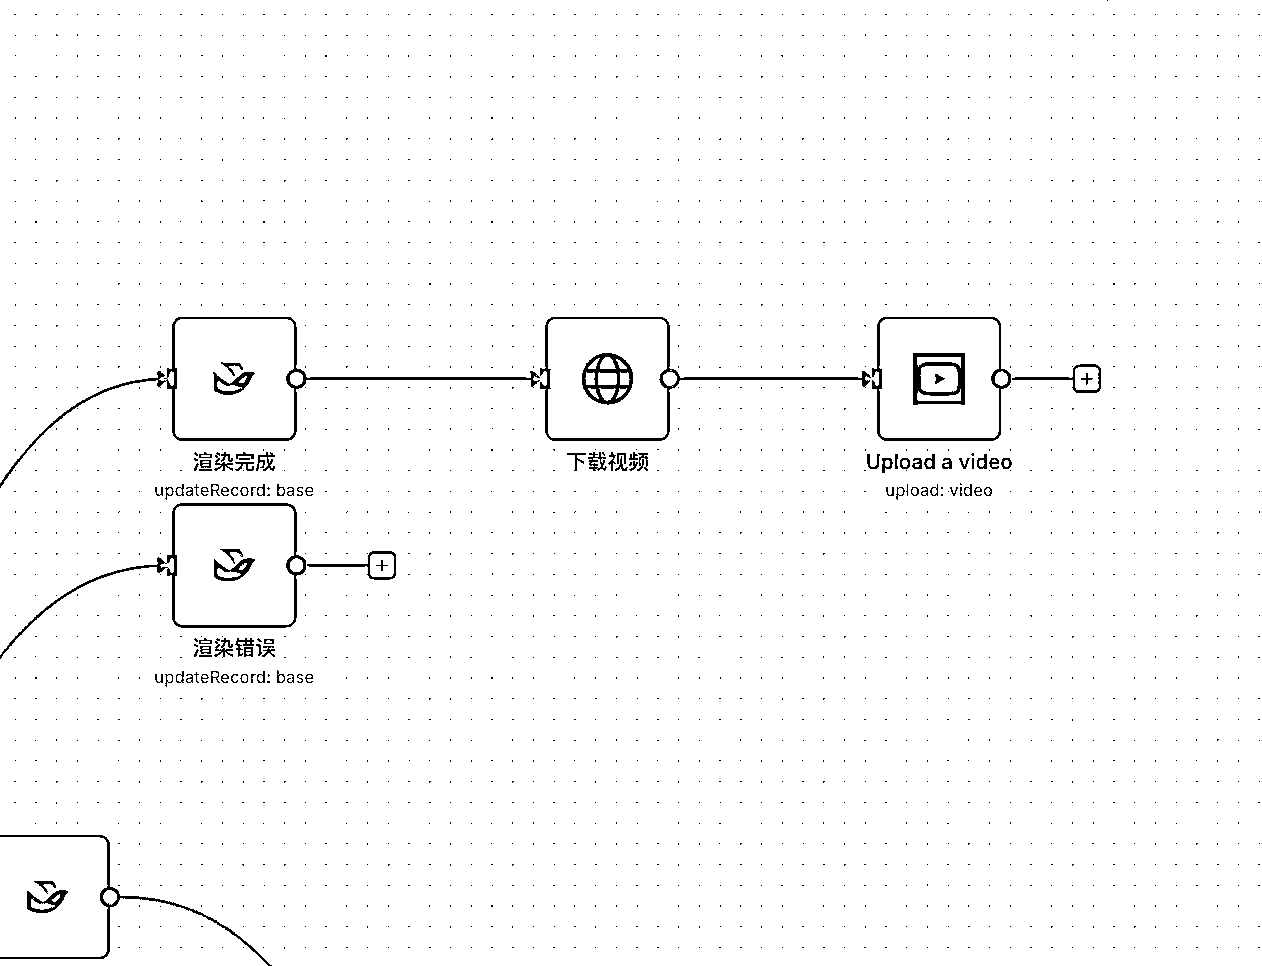 渲染完成
updateRecord: base
下载视频
Upload a video
upload: video
渲染错误
updateRecord: base